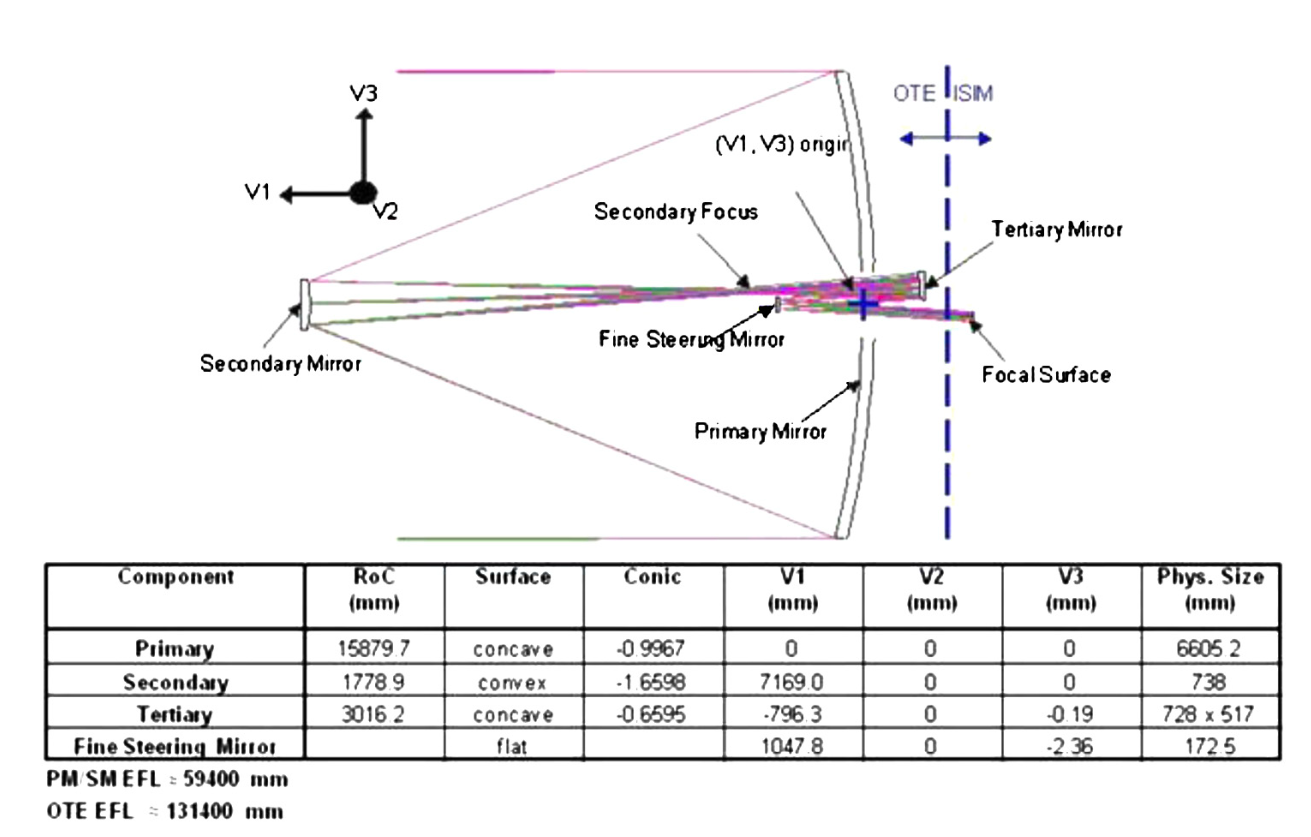 V3
OTE ISIM
(V1, V3) origin
V1
V2
Secondary Focus
Tertiary Mirror
Fine Steering Mirror
Secondary Mirror
Focal Surface
Primary Mirror
Component RoC (mm) Surface Conic V1 (mm) V2 (mm) V3 (mm) Phys. Size (mm)
Primary 15879.7 concave -0.9967 0 0 0 6605.2
Secondary 1778.9 convex -1.6598 7169.0 0 0 738
Tertiary 3016.2 concave -0.6595 -796.3 0 -0.19 728 x 517
Fine Steering Mirror flat 1047.8 0 -2.36 172.5
PM/SM EFL = 59400 mm
OTE EFL = 131400 mm